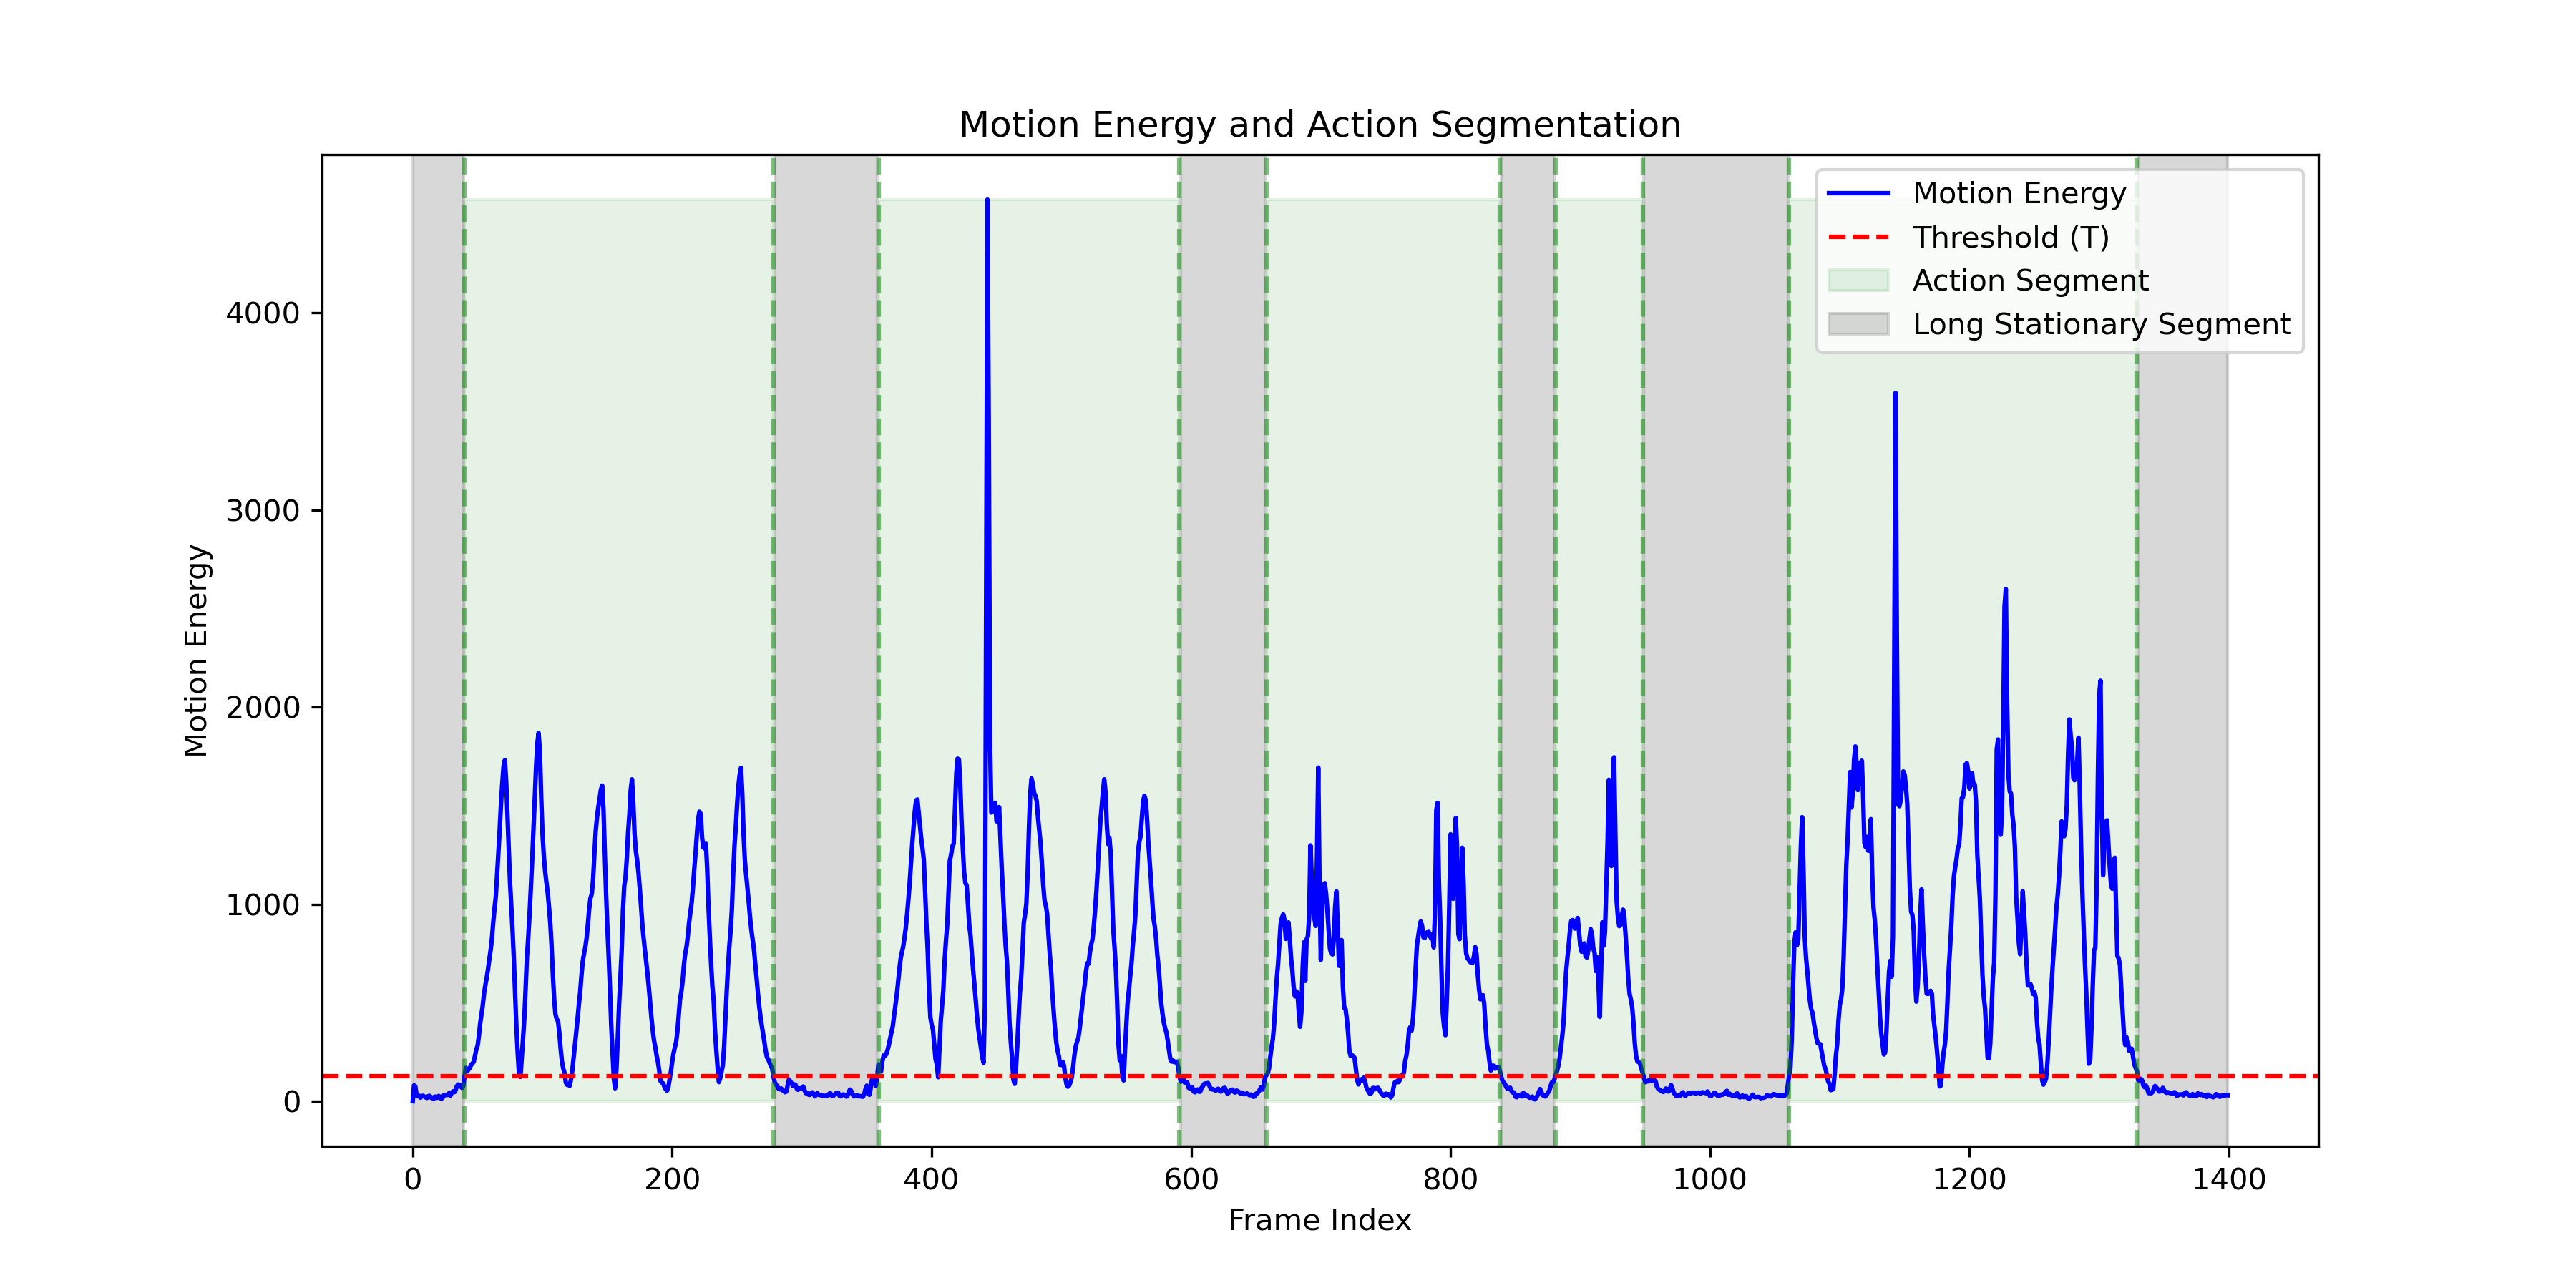 Motion Energy and Action Segmentation
Motion Energy
Threshold (T)
Action Segment
Long Stationary Segment
Motion Energy
4000
3000
2000
1000
0
0 200 400 600 800 1000 1200 1400
Frame Index